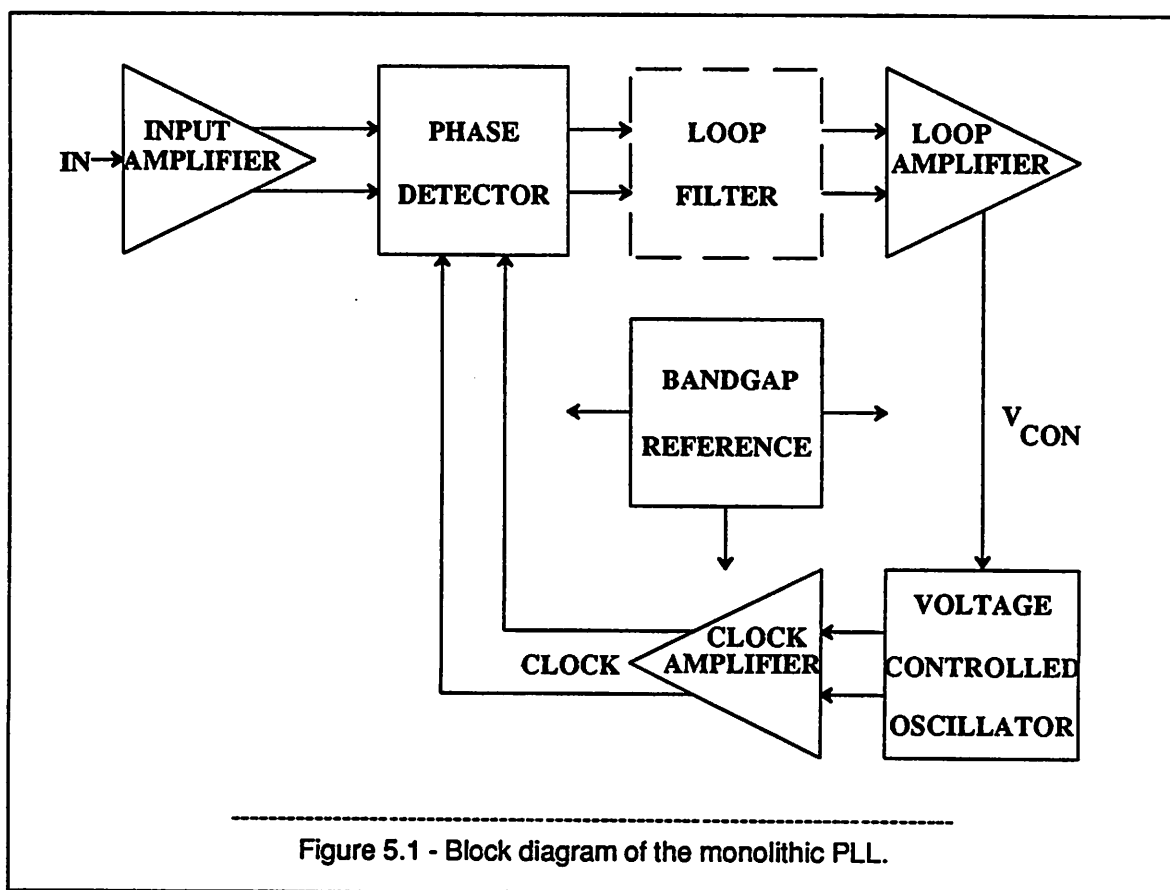 INPUT
AMPLIFIER
IN
PHASE
DETECTOR
LOOP
FILTER
LOOP
AMPLIFIER
BANDGAP
REFERENCE
VCON
CLOCK
AMPLIFIER
CLOCK
VOLTAGE
CONTROLLED
OSCILLATOR
Figure 5.1 - Block diagram of the monolithic PLL.